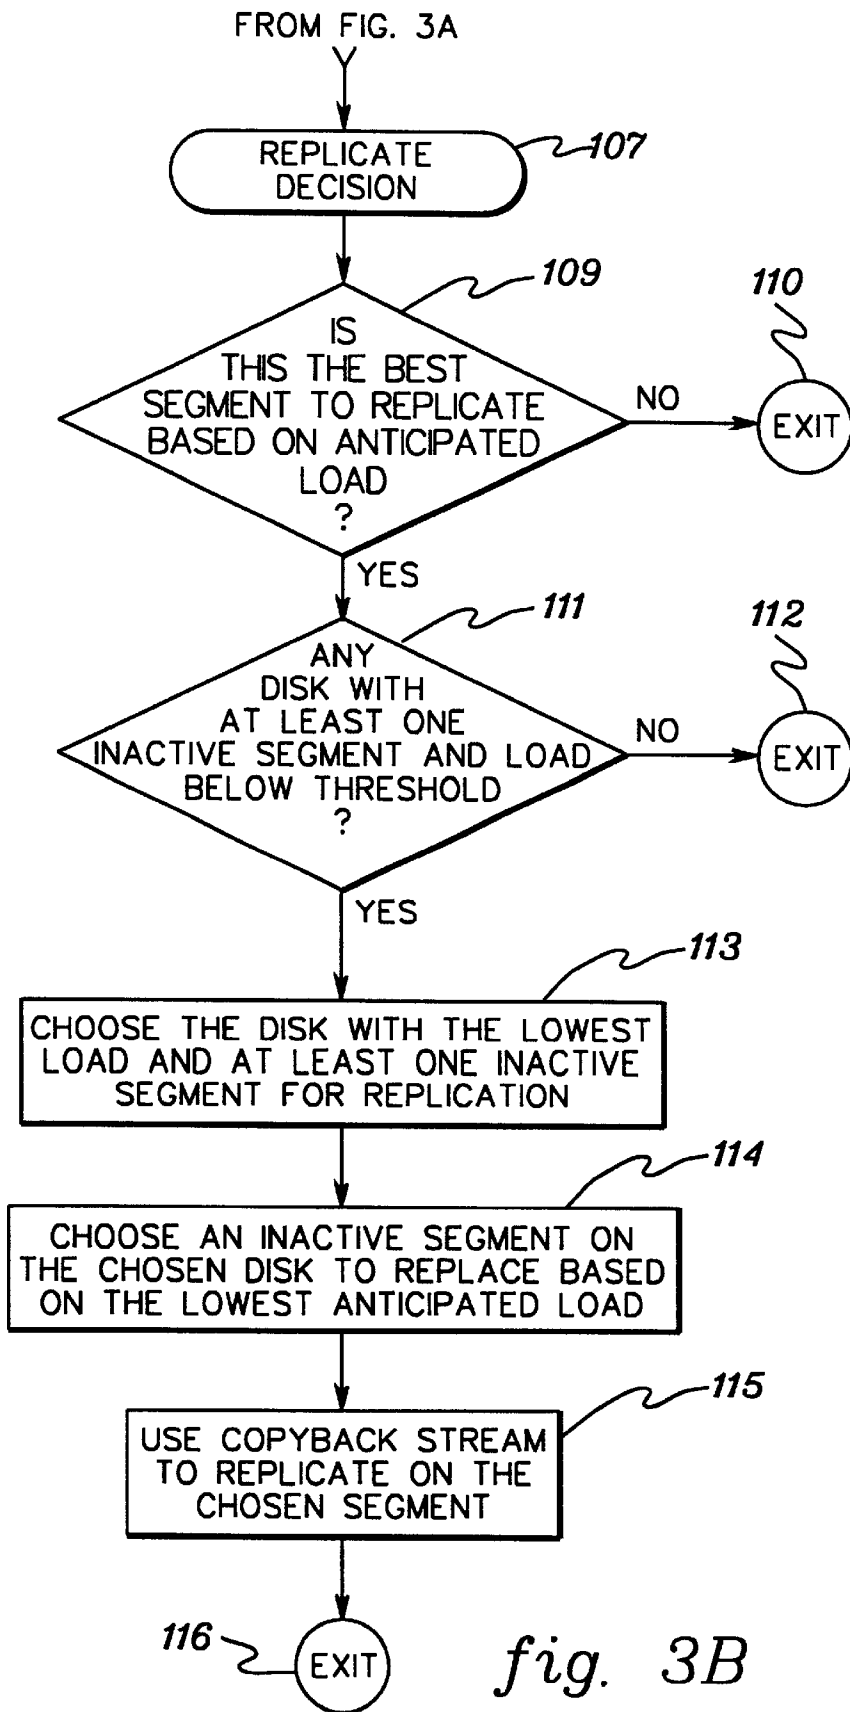 FROM FIG. 3A
REPLICATE
DECISION
107
109
110
IS
THIS THE BEST
SEGMENT TO REPLICATE
BASED ON ANTICIPATED
LOAD
?
NO
EXIT
YES
111
112
ANY
DISK WITH
AT LEAST ONE
INACTIVE SEGMENT AND LOAD
BELOW THRESHOLD
?
NO
EXIT
YES
113
CHOOSE THE DISK WITH THE LOWEST
LOAD AND AT LEAST ONE INACTIVE
SEGMENT FOR REPLICATION
114
CHOOSE AN INACTIVE SEGMENT ON
THE CHOSEN DISK TO REPLACE BASED
ON THE LOWEST ANTICIPATED LOAD
115
USE COPYBACK STREAM
TO REPLICATE ON THE
CHOSEN SEGMENT
116
EXIT
fig. 3B